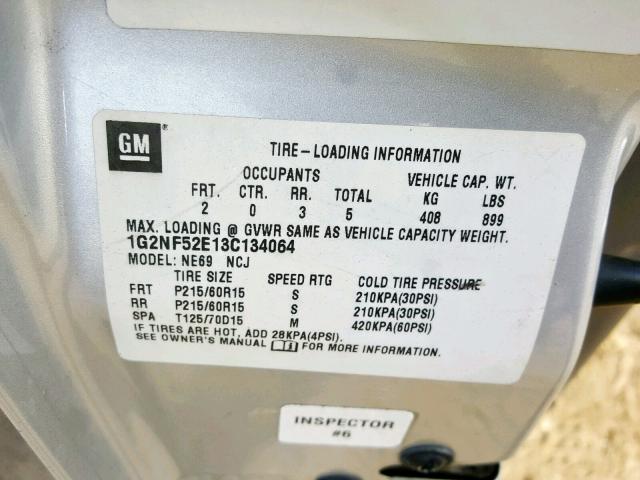 GM
TIRE-LOADING INFORMATION
OCCUPANTS VEHICLE CAP. WT.
FRT. CTR. RR. TOTAL KG LBS
2 0 3 5 408 899
MAX. LOADING @ GVWR SAME AS VEHICLE CAPACITY WEIGHT.
1G2NF52E13C134064
MODEL: NE69 NCJ
TIRE SIZE SPEED RTG COLD TIRE PRESSURE
FRT P215/60R15 S 210KPA(30PSI)
RR P215/60R15 S 210KPA(30PSI)
SPA T125/70D15 M 420KPA(60PSI)
IF TIRES ARE HOT, ADD 28KPA(4PSI).
SEE OWNER'S MANUAL FOR MORE INFORMATION.
INSPECTOR
#6